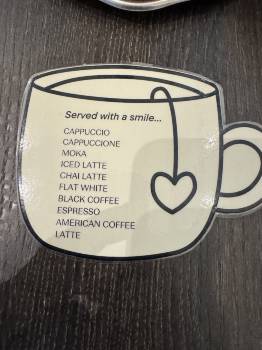 Served with a smile...
CAPPUCCIO
CAPPUCCIONE
MOKA
ICED LATTE
CHAI LATTE
FLAT WHITE
BLACK COFFEE
ESPRESSO
AMERICAN COFFEE
LATTE